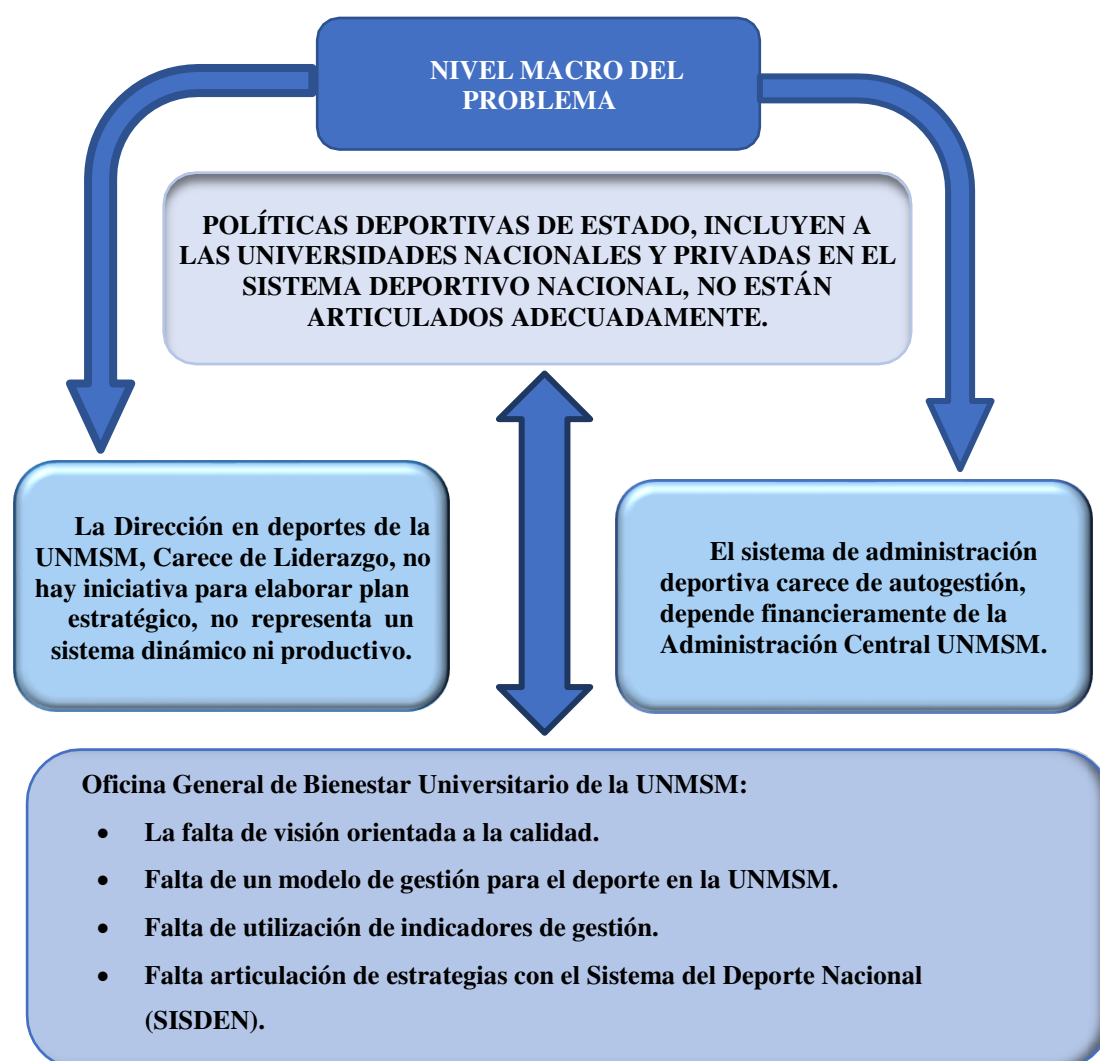 NIVEL MACRO DEL
PROBLEMA
POLÍTICAS DEPORTIVAS DE ESTADO, INCLUYEN A
LAS UNIVERSIDADES NACIONALES Y PRIVADAS EN EL
SISTEMA DEPORTIVO NACIONAL, NO ESTÁN
ARTICULADOS ADECUADAMENTE.
La Dirección en deportes de la
UNMSM, Carece de Liderazgo, no
hay iniciativa para elaborar plan
estratégico, no representa un
sistema dinámico ni productivo.
El sistema de administración
deportiva carece de autogestión,
depende financieramente de la
Administración Central UNMSM.
Oficina General de Bienestar Universitario de la UNMSM:
• La falta de visión orientada a la calidad.
• Falta de un modelo de gestión para el deporte en la UNMSM.
• Falta de utilización de indicadores de gestión.
• Falta articulación de estrategias con el Sistema del Deporte Nacional
(SISDEN).